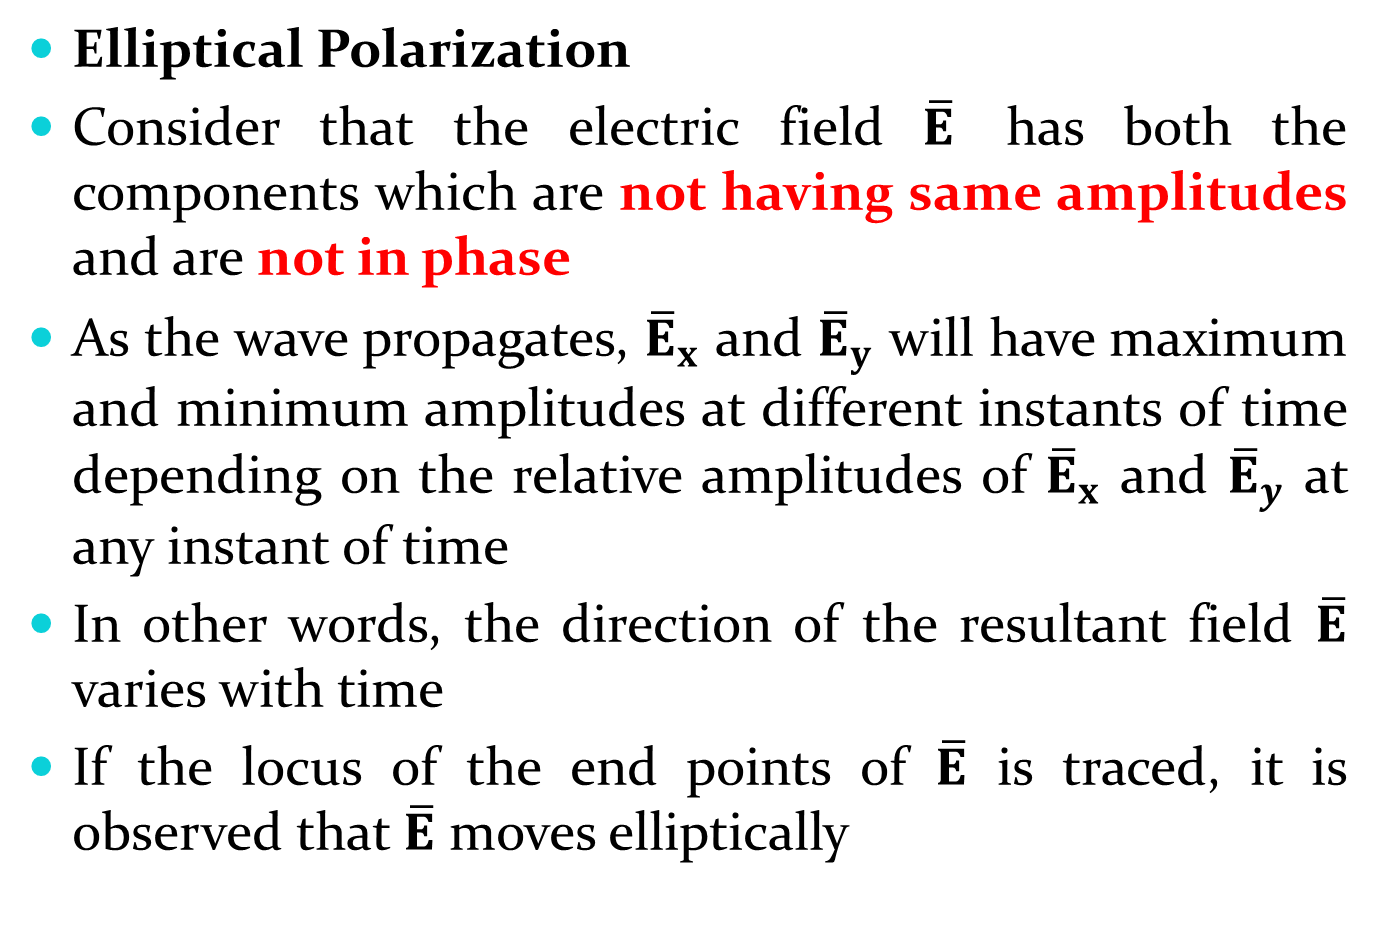 • Elliptical Polarization
• Consider that the electric field E̅ has both the
components which are not having same amplitudes
and are not in phase
• As the wave propagates, E̅x and E̅y will have maximum
and minimum amplitudes at different instants of time
depending on the relative amplitudes of E̅x and E̅y at
any instant of time
• In other words, the direction of the resultant field E̅
varies with time
• If the locus of the end points of E̅ is traced, it is
observed that E̅ moves elliptically